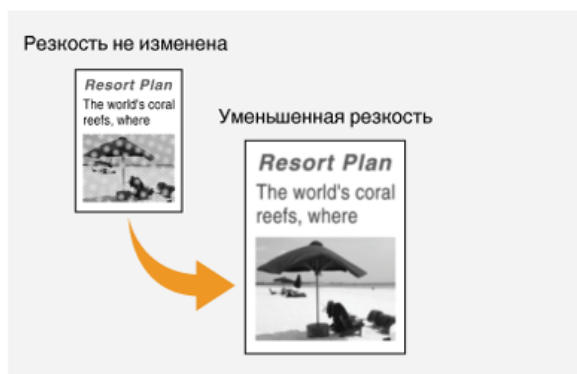 Резкость не изменена
Resort Plan
The world's coral
reefs, where
Уменьшенная резкость
Resort Plan
The world's coral
reefs, where